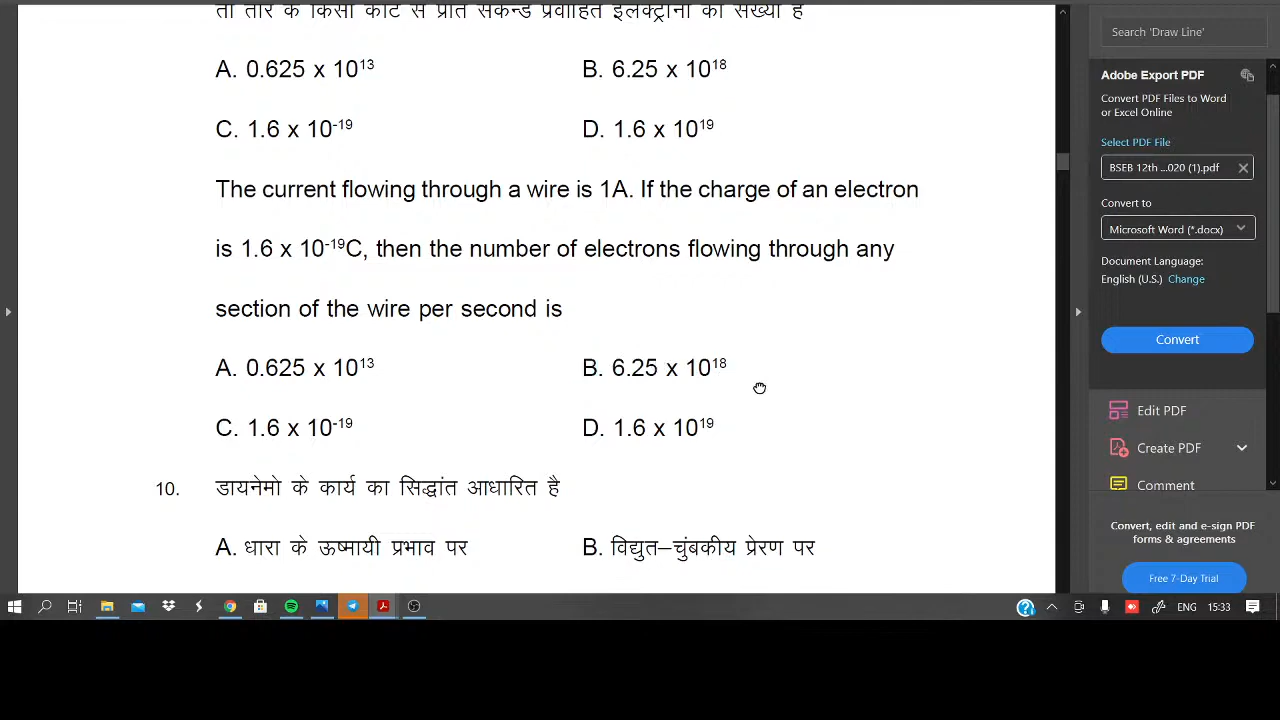 तो तार के किसी काट से प्रति सेकेन्ड प्रवाहित इलेक्ट्रॉनों की संख्या है
A. 0.625 x 10¹³ B. 6.25 x 10¹⁸
C. 1.6 x 10⁻¹⁹ D. 1.6 x 10¹⁹
The current flowing through a wire is 1A. If the charge of an electron
is 1.6 x 10⁻¹⁹C, then the number of electrons flowing through any
section of the wire per second is
A. 0.625 x 10¹³ B. 6.25 x 10¹⁸
C. 1.6 x 10⁻¹⁹ D. 1.6 x 10¹⁹
10. डायनेमो के कार्य का सिद्धांत आधारित है
A. धारा के ऊष्मायी प्रभाव पर B. विद्युत–चुंबकीय प्रेरण पर
Search 'Draw Line'
Adobe Export PDF
Convert PDF Files to Word
or Excel Online
Select PDF File
BSEB 12th ...020 (1).pdf
Convert to
Microsoft Word (*.docx)
Document Language:
English (U.S.) Change
Convert
Edit PDF
Create PDF
Comment
Convert, edit and e-sign PDF
forms & agreements
Free 7-Day Trial
ENG 15:33